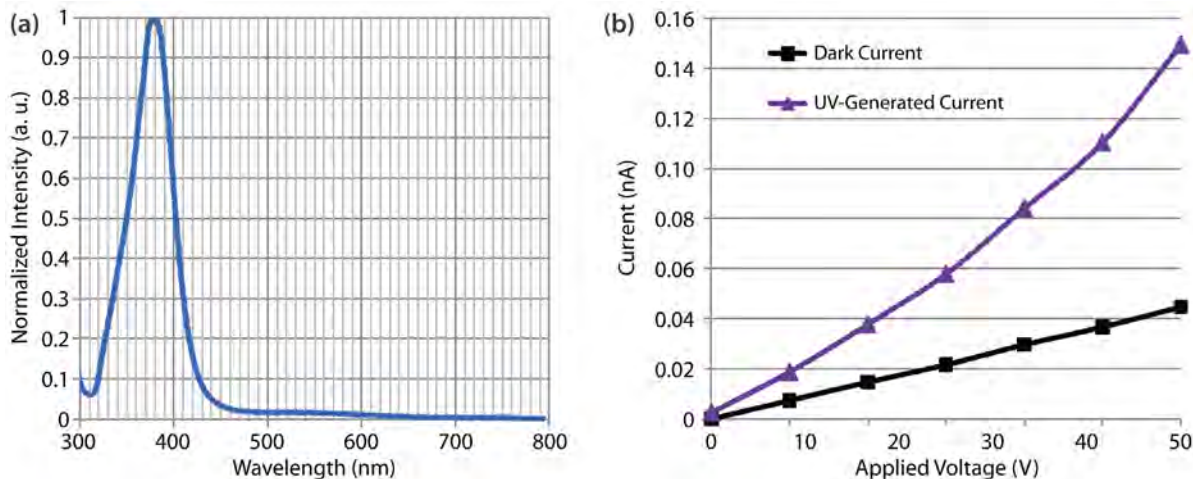 (a)
Normalized Intensity (a. u.)
1
0.9
0.8
0.7
0.6
0.5
0.4
0.3
0.2
0.1
0
300 400 500 600 700 800
Wavelength (nm)
(b)
Current (nA)
0.16
0.14
0.12
0.10
0.08
0.06
0.04
0.02
0
0 10 20 30 40 50
Applied Voltage (V)
Dark Current
UV-Generated Current